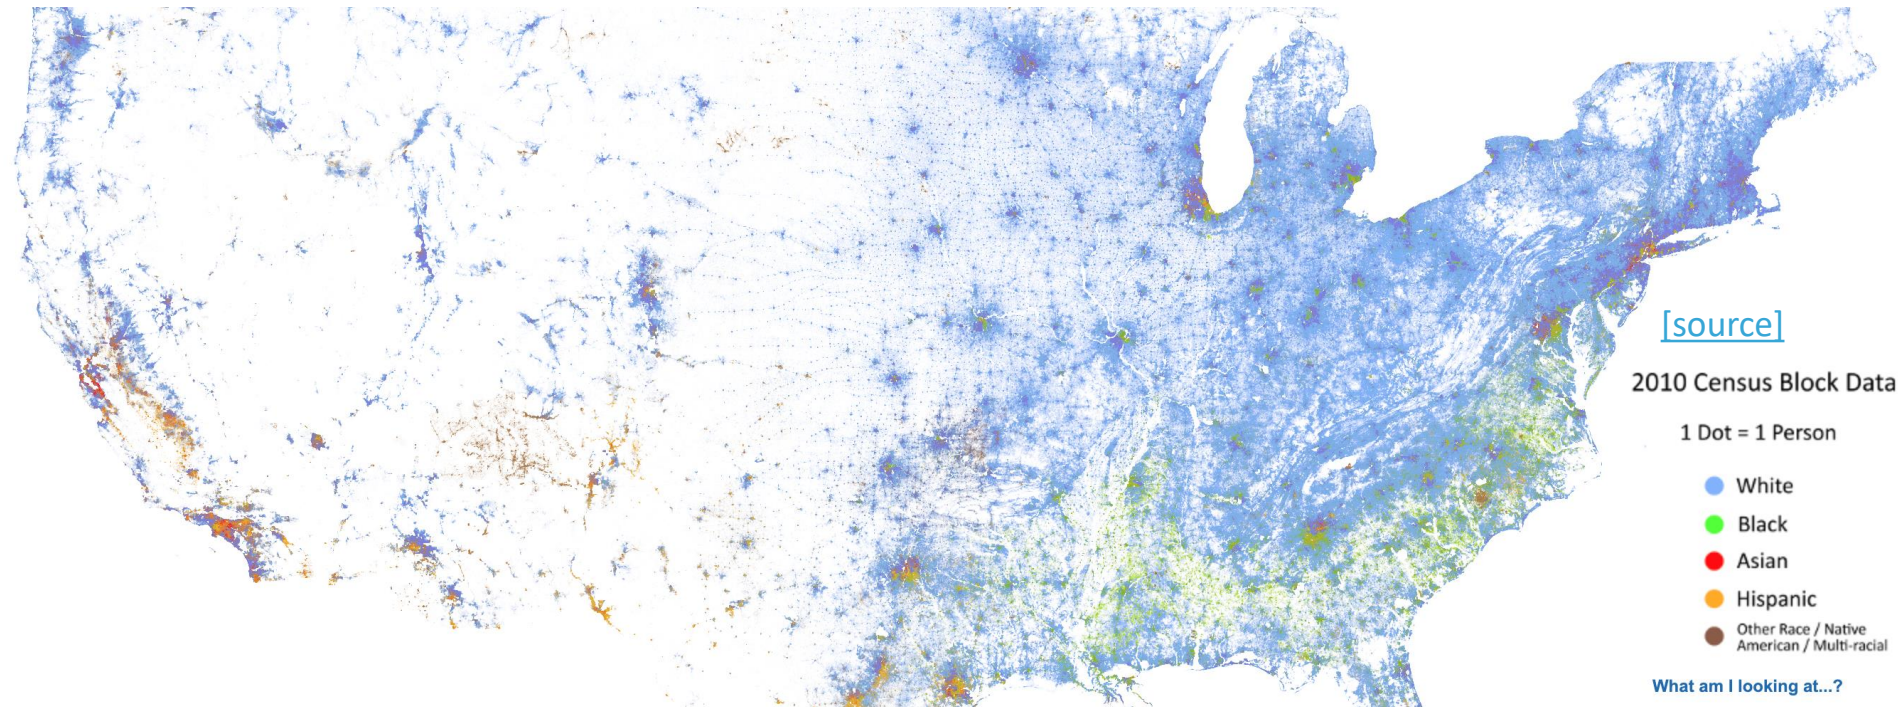 [source]
2010 Census Block Data
1 Dot = 1 Person
White
Black
Asian
Hispanic
Other Race / Native
American / Multi-racial
What am I looking at...?